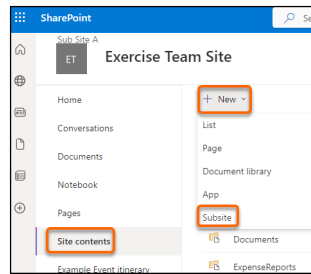 SharePoint
Se
Sub Site A
ET
Exercise Team Site
Home
Conversations
Documents
Notebook
Pages
Site contents
Example Event itinerary
+ New
List
Page
Document library
App
Subsite
Documents
ExpenseReports